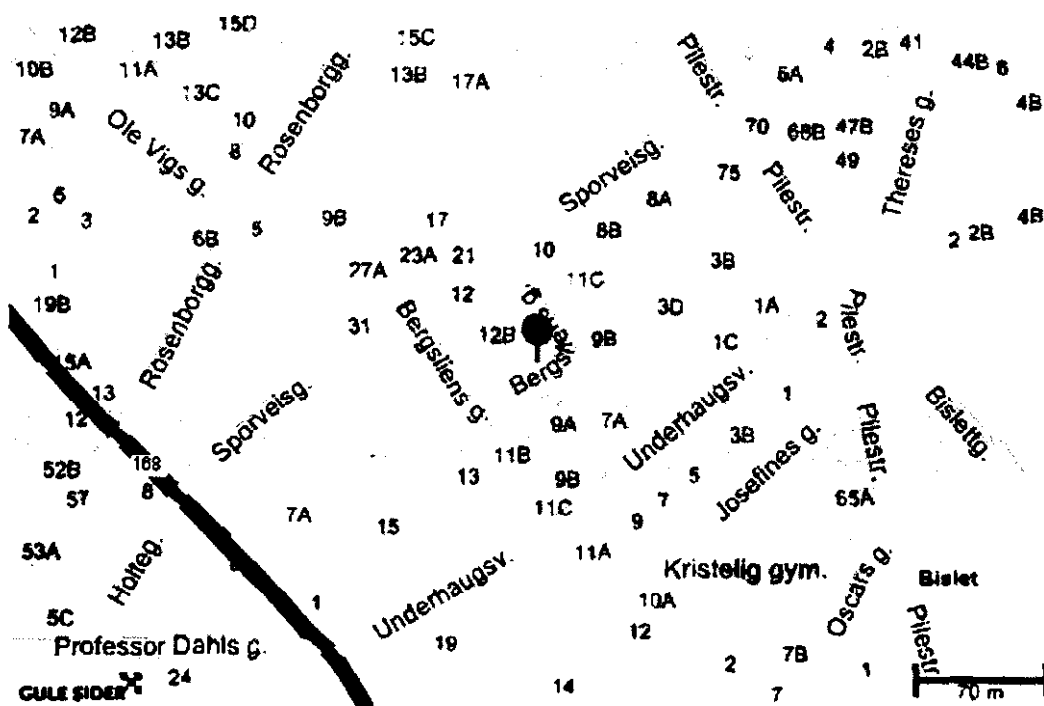 12B
13B
15D
15C
10B
11A
13C
13B
17A
Pilestr.
4
2B
41
5A
44B
6
9A
7A
Ole Vigs g.
10
8
Rosenborgg.
70
68B
47B
4B
Thereses g.
49
75
Pilestr.
Sporveisg.
8A
6
2
3
6B
5
9B
17
8B
10
23A
21
27A
11C
3B
2
2B
4B
1
19B
Rosenborgg.
31
12
Bergsliens g.
12B
9B
3D
1A
2
Pilestr.
1C
15A
13
12
Sporveisg.
9A
7A
Underhaugsv.
1
3B
Josefines g.
Pilestr.
Bislettg.
52B
57
168
8
11B
13
9B
11C
5
7
9
65A
53A
Holteg.
7A
15
Underhaugsv.
11A
Kristelig gym.
Oscars g.
Bislet
5C
1
10A
12
Professor Dahls g.
19
Pilestr
2
7B
1
GULE SIDER
24
14
7
70 m